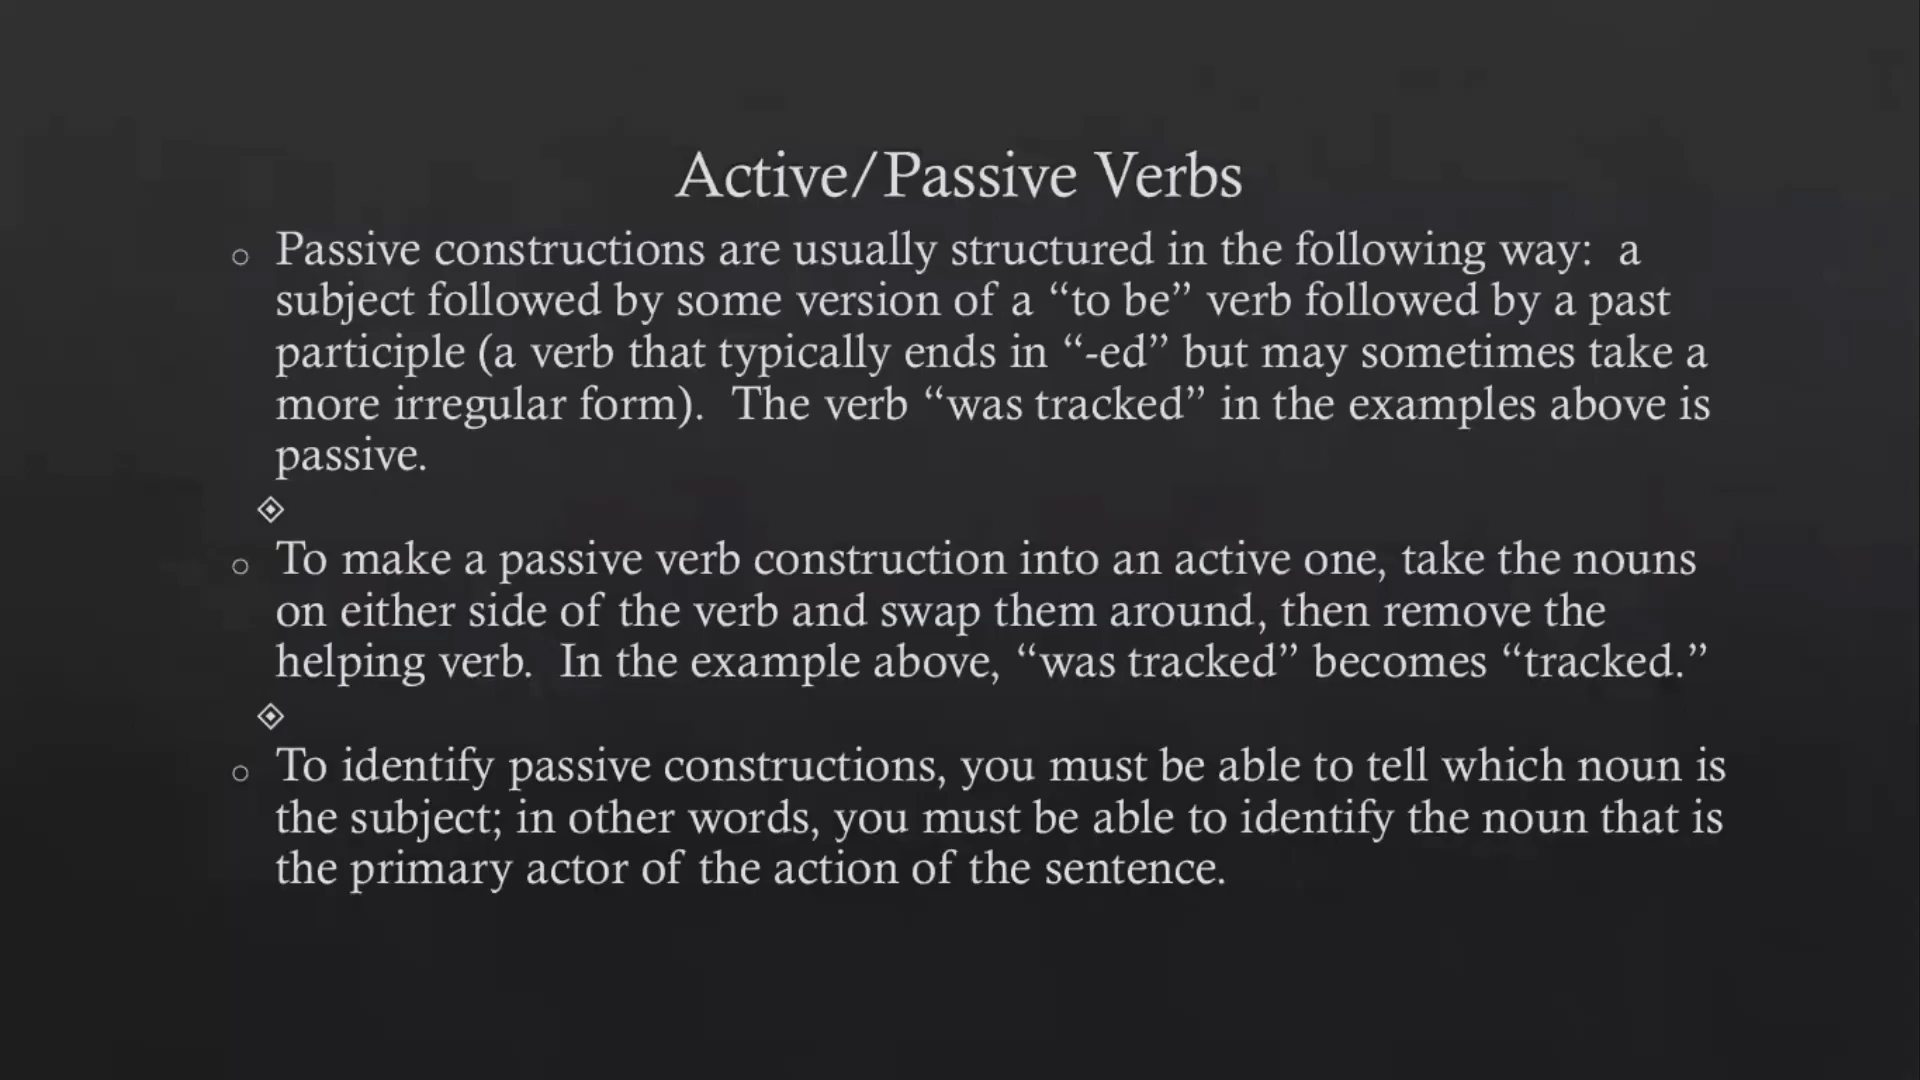 Active/Passive Verbs
○ Passive constructions are usually structured in the following way:  a
subject followed by some version of a “to be” verb followed by a past
participle (a verb that typically ends in “-ed” but may sometimes take a
more irregular form).  The verb “was tracked” in the examples above is
passive.
○ To make a passive verb construction into an active one, take the nouns
on either side of the verb and swap them around, then remove the
helping verb.  In the example above, “was tracked” becomes “tracked.”
○ To identify passive constructions, you must be able to tell which noun is
the subject; in other words, you must be able to identify the noun that is
the primary actor of the action of the sentence.